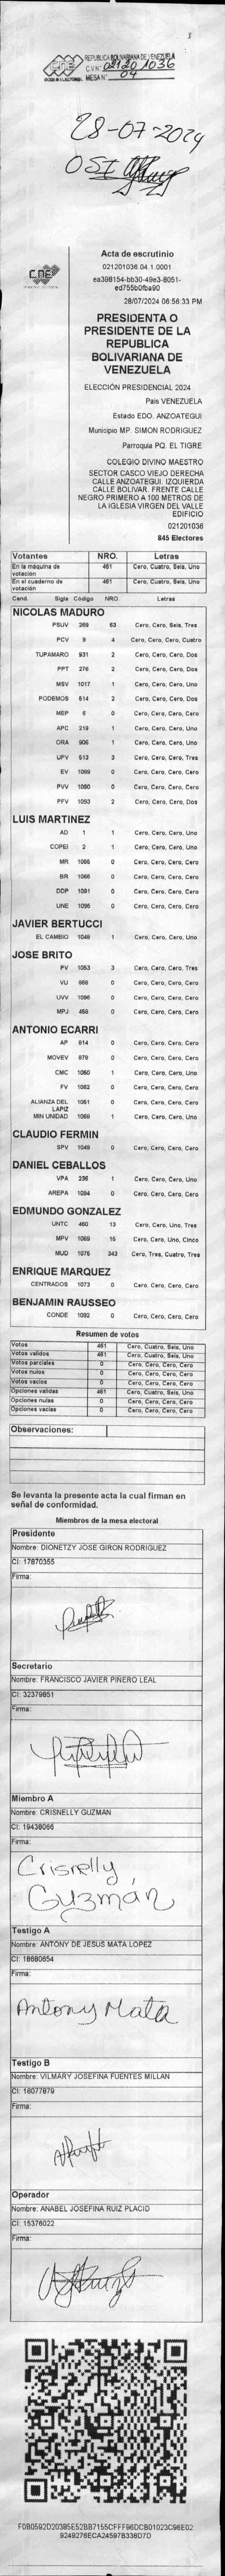 REPUBLICA BOLIVARIANA DE VENEZUELA
CNE
C.V.N° 02120 1036
MESA N° 04
28-07-2024
Acta de escrutinio
CNE
021201036.04.1.0001
ea398154-bb30-49e3-8051-
ed755b0fba90
28/07/2024 06:56:33 PM
PRESIDENTA O
PRESIDENTE DE LA
REPUBLICA
BOLIVARIANA DE
VENEZUELA
ELECCIÓN PRESIDENCIAL 2024
Pais VENEZUELA
Estado EDO. ANZOATEGUI
Municipio MP. SIMON RODRIGUEZ
Parroquia PQ. EL TIGRE
COLEGIO DIVINO MAESTRO
SECTOR CASCO VIEJO DERECHA
CALLE ANZOATEGUI. IZQUIERDA
CALLE BOLIVAR. FRENTE CALLE
NEGRO PRIMERO A 100 METROS DE
LA IGLESIA VIRGEN DEL VALLE
EDIFICIO
021201036
845 Electores
Votantes NRO. Letras
En la máquina de votación 461 Cero, Cuatro, Seis, Uno
En el cuaderno de votación 461 Cero, Cuatro, Seis, Uno
Cand. Sigla Código NRO. Letras
NICOLAS MADURO
PSUV 269 63 Cero, Cero, Seis, Tres
PCV 9 4 Cero, Cero, Cero, Cuatro
TUPAMARO 931 2 Cero, Cero, Cero, Dos
PPT 276 2 Cero, Cero, Cero, Dos
MSV 1017 1 Cero, Cero, Cero, Uno
PODEMOS 514 2 Cero, Cero, Cero, Dos
MEP 6 0 Cero, Cero, Cero, Cero
APC 219 1 Cero, Cero, Cero, Uno
ORA 906 1 Cero, Cero, Cero, Uno
UPV 513 3 Cero, Cero, Cero, Tres
EV 1089 0 Cero, Cero, Cero, Cero
PVV 1090 0 Cero, Cero, Cero, Cero
PFV 1093 2 Cero, Cero, Cero, Dos
LUIS MARTINEZ
AD 1 1 Cero, Cero, Cero, Uno
COPEI 2 1 Cero, Cero, Cero, Uno
MR 1065 0 Cero, Cero, Cero, Cero
BR 1066 0 Cero, Cero, Cero, Cero
DDP 1091 0 Cero, Cero, Cero, Cero
UNE 1095 0 Cero, Cero, Cero, Cero
JAVIER BERTUCCI
EL CAMBIO 1048 1 Cero, Cero, Cero, Uno
JOSE BRITO
PV 1053 3 Cero, Cero, Cero, Tres
VU 968 0 Cero, Cero, Cero, Cero
UVV 1096 0 Cero, Cero, Cero, Cero
MPJ 458 0 Cero, Cero, Cero, Cero
ANTONIO ECARRI
AP 814 0 Cero, Cero, Cero, Cero
MOVEV 878 0 Cero, Cero, Cero, Cero
CMC 1050 1 Cero, Cero, Cero, Uno
FV 1062 0 Cero, Cero, Cero, Cero
ALIANZA DEL LAPIZ 1051 0 Cero, Cero, Cero, Cero
MIN UNIDAD 1068 1 Cero, Cero, Cero, Uno
CLAUDIO FERMIN
SPV 1049 0 Cero, Cero, Cero, Cero
DANIEL CEBALLOS
VPA 236 1 Cero, Cero, Cero, Uno
AREPA 1094 0 Cero, Cero, Cero, Cero
EDMUNDO GONZALEZ
UNTC 460 13 Cero, Cero, Uno, Tres
MPV 1069 15 Cero, Cero, Uno, Cinco
MUD 1075 343 Cero, Tres, Cuatro, Tres
ENRIQUE MARQUEZ
CENTRADOS 1073 0 Cero, Cero, Cero, Cero
BENJAMIN RAUSSEO
CONDE 1092 0 Cero, Cero, Cero, Cero
Resumen de votos
Votos 461 Cero, Cuatro, Seis, Uno
Votos validos 461 Cero, Cuatro, Seis, Uno
Votos parciales 0 Cero, Cero, Cero, Cero
Votos nulos 0 Cero, Cero, Cero, Cero
Votos vacíos 0 Cero, Cero, Cero, Cero
Opciones validas 461 Cero, Cuatro, Seis, Uno
Opciones nulas 0 Cero, Cero, Cero, Cero
Opciones vacias 0 Cero, Cero, Cero, Cero
Observaciones:
Se levanta la presente acta la cual firman en
señal de conformidad.
Miembros de la mesa electoral
Presidente
Nombre: DIONETZY JOSE GIRON RODRIGUEZ
CI: 17870355
Firma:
Secretario
Nombre: FRANCISCO JAVIER PIÑERO LEAL
CI: 32379851
Firma:
Miembro A
Nombre: CRISNELLY GUZMAN
CI: 19438066
Firma:
Crisnelly
Guzmán
Testigo A
Nombre: ANTONY DE JESUS MATA LOPEZ
CI: 18680654
Firma:
Antony Mata
Testigo B
Nombre: VILMARY JOSEFINA FUENTES MILLAN
CI: 16077879
Firma:
Operador
Nombre: ANABEL JOSEFINA RUIZ PLACID
CI: 15376022
Firma:
F0B0592D20395E52BB7155CFFF96DCB01023C96E02
9249276ECA24597B338D7D